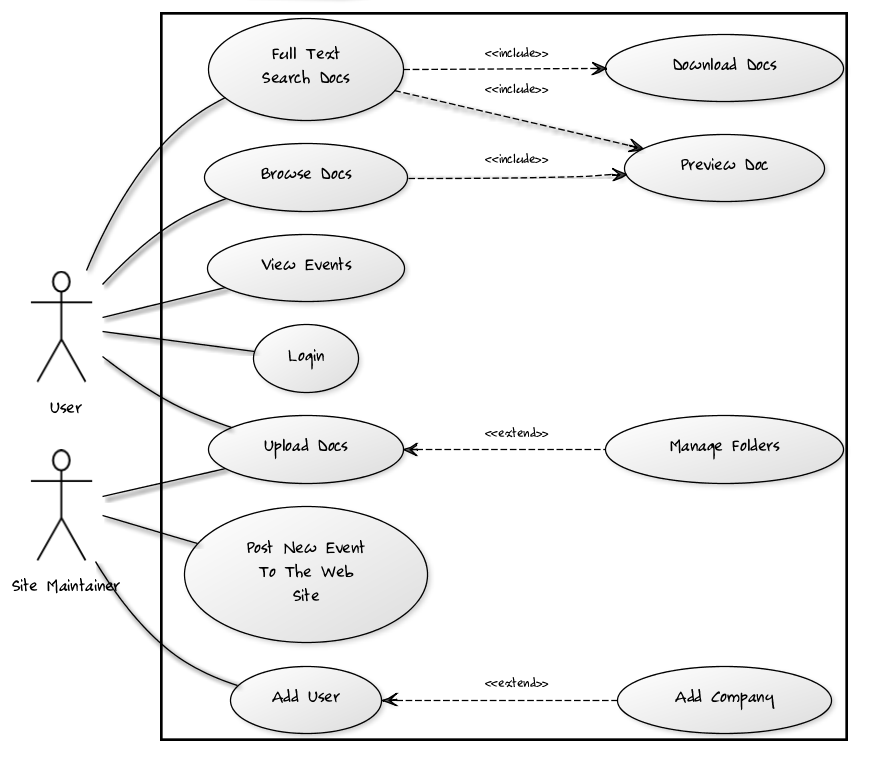 Full Text
Search Docs
<<include>>
Download Docs
<<include>>
Preview Doc
Browse Docs
<<include>>
View Events
Login
User
Upload Docs
<<extend>>
Manage Folders
Post New Event
To The Web
Site
Site Maintainer
Add User
<<extend>>
Add Company